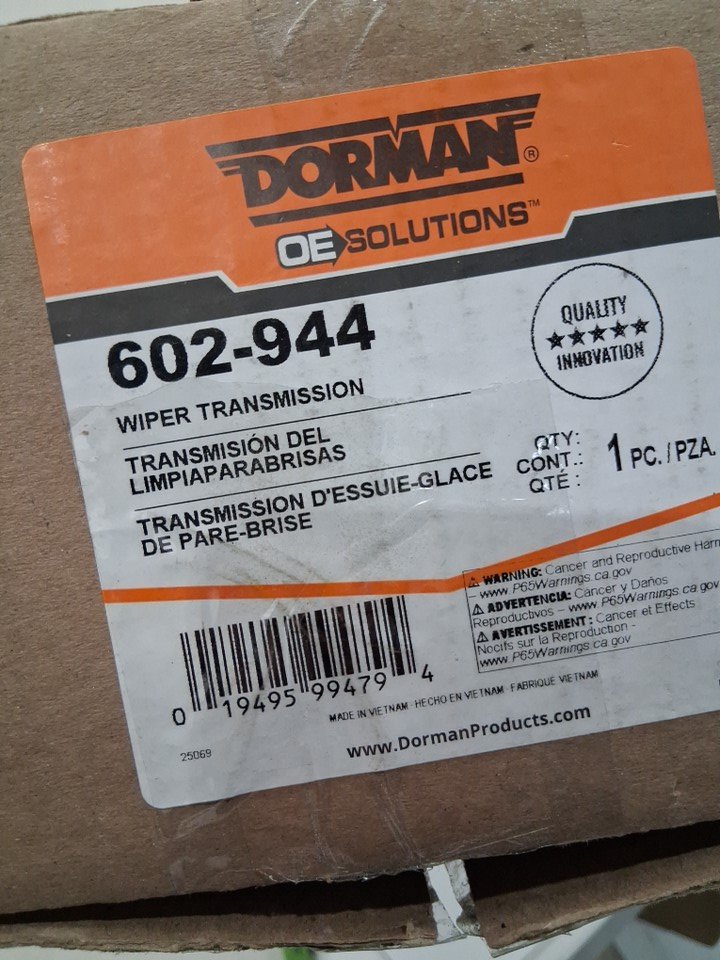 DORMAN®
OE SOLUTIONS™
602-944
QUALITY
★★★★★
INNOVATION
WIPER TRANSMISSION
TRANSMISIÓN DEL
LIMPIAPARABRISAS
TRANSMISSION D'ESSUIE-GLACE
DE PARE-BRISE
QTY:
CONT.:
QTÉ :
1 PC. / PZA.
⚠ WARNING: Cancer and Reproductive Harm
– www.P65Warnings.ca.gov
⚠ ADVERTENCIA: Cáncer y Daños
Reproductivos – www.P65Warnings.ca.gov
⚠ AVERTISSEMENT : Cancer et Effects
Nocifs sur la Reproduction -
www.P65Warnings.ca.gov
0 19495 99479 4
MADE IN VIETNAM · HECHO EN VIETNAM · FABRIQUÉ VIETNAM
25069
www.DormanProducts.com